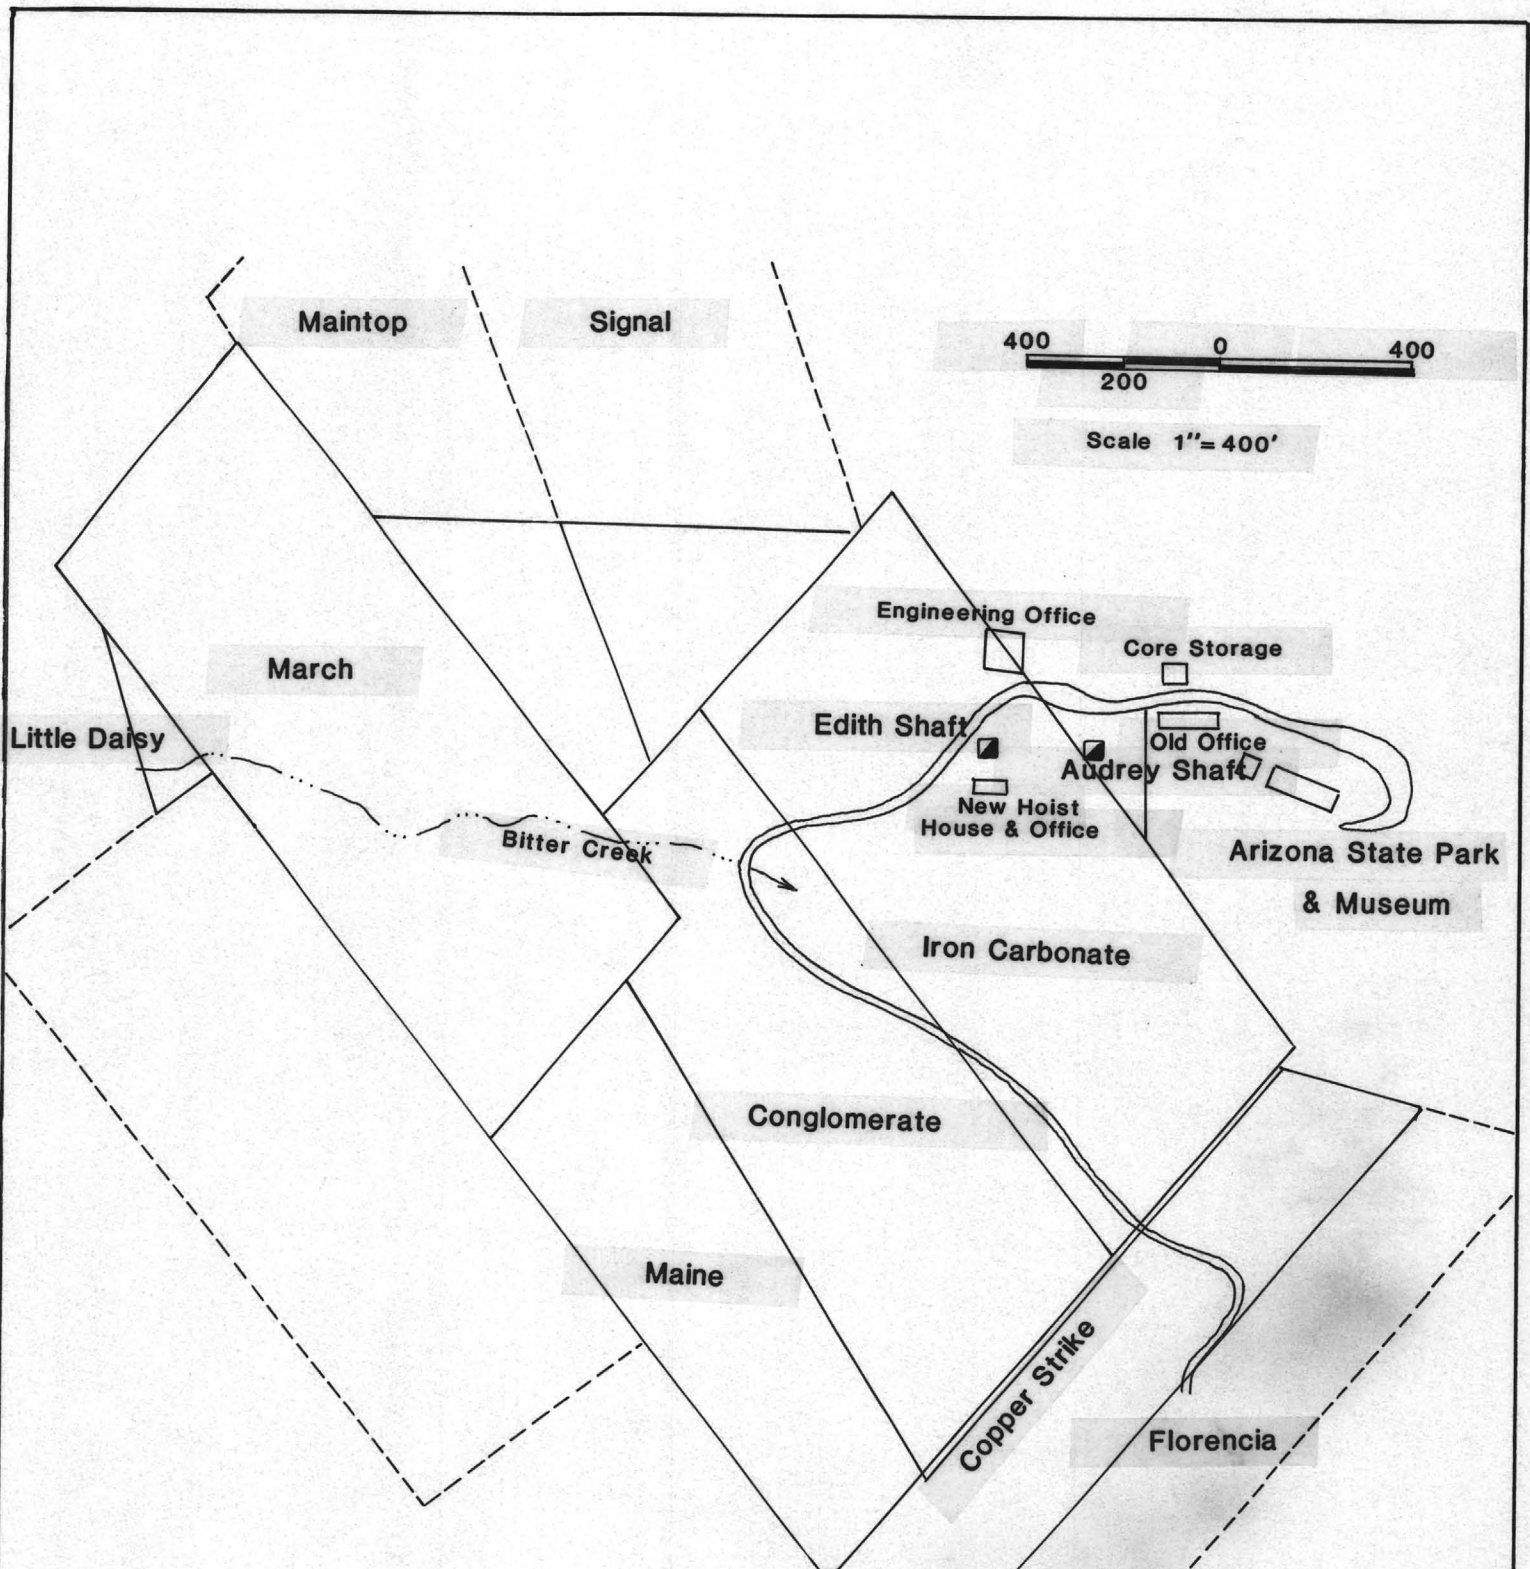 Maintop
Signal
400 0 400
200
Scale 1"= 400'
Engineering Office
Core Storage
March
Edith Shaft
Little Daisy
Old Office
Audrey Shaft
New Hoist
House & Office
Bitter Creek
Arizona State Park
& Museum
Iron Carbonate
Conglomerate
Maine
Copper Strike
Florencia